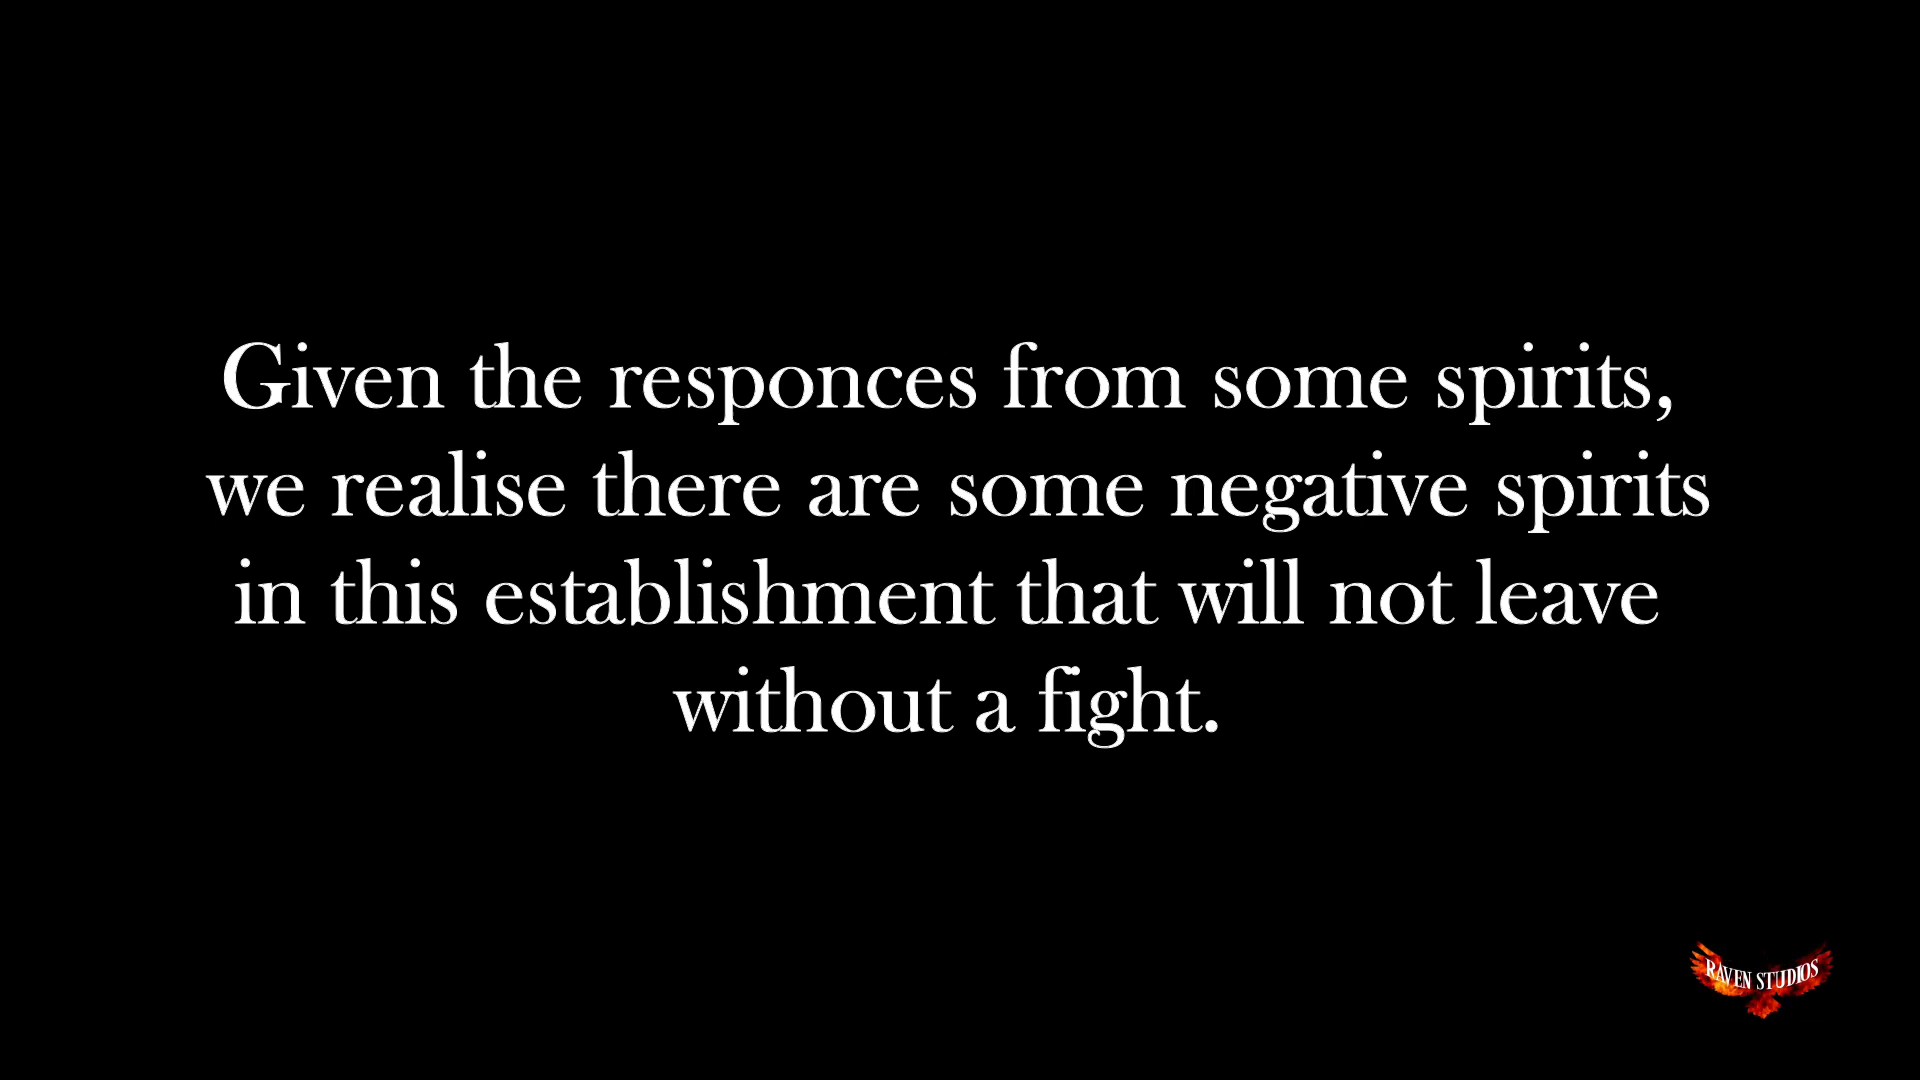 Given the responces from some spirits,
we realise there are some negative spirits
in this establishment that will not leave
without a fight.
RAVEN STUDIOS